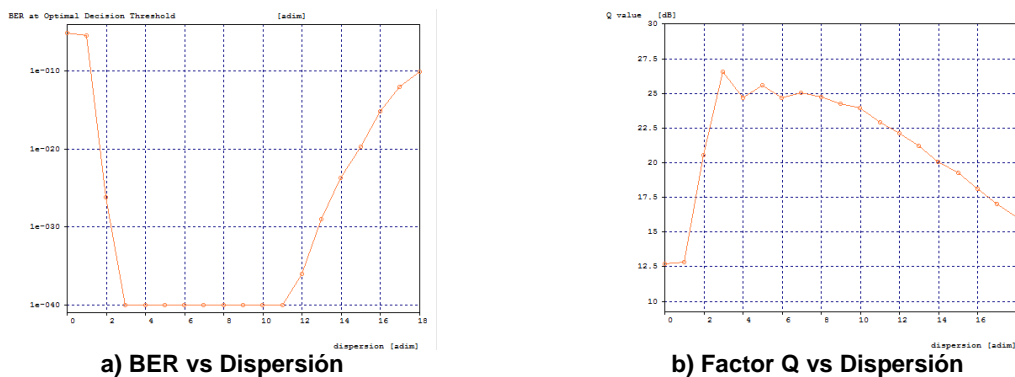 BER at Optimal Decision Threshold [adim]
1e-010
1e-020
1e-030
1e-040
0 2 4 6 8 10 12 14 16 18
dispersion [adim]
a) BER vs Dispersión
Q value [dB]
30
27.5
25
22.5
20
17.5
15
12.5
10
0 2 4 6 8 10 12 14 16
dispersion [adim]
b) Factor Q vs Dispersión